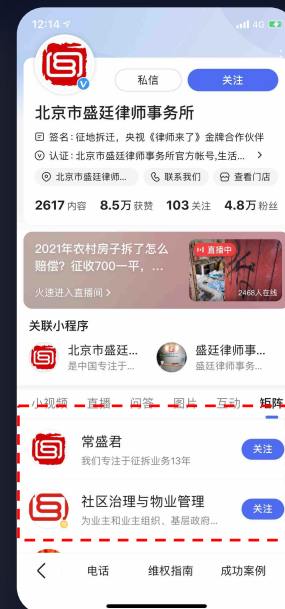 12:14
4G
私信
关注
北京市盛廷律师事务所
签名：征地拆迁，央视《律师来了》金牌合作伙伴
认证：北京市盛廷律师事务所官方帐号,生活...
北京市盛廷律师...
联系我们
查看门店
2617 内容 8.5万 获赞 103 关注 4.8万 粉丝
2021年农村房子拆了怎么
赔偿？征收700一平，...
火速进入直播间
直播中
2468人在线
关联小程序
北京市盛廷...
是中国专注于...
盛廷律师事...
盛廷律师事务...
小视频 直播 问答 图片 互动 矩阵
常盛君
我们专注于征拆业务13年
关注
社区治理与物业管理
为业主和业主组织、基层政府...
关注
电话 维权指南 成功案例